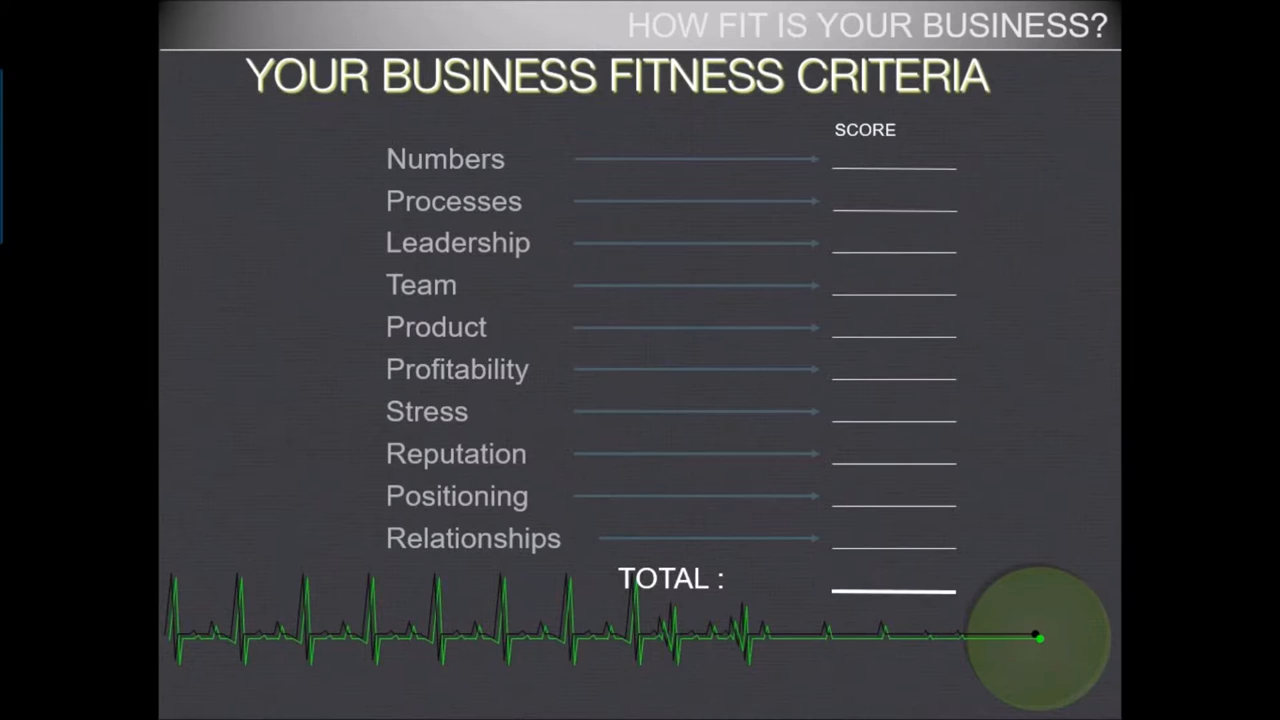 HOW FIT IS YOUR BUSINESS?
YOUR BUSINESS FITNESS CRITERIA
SCORE
Numbers
Processes
Leadership
Team
Product
Profitability
Stress
Reputation
Positioning
Relationships
TOTAL :